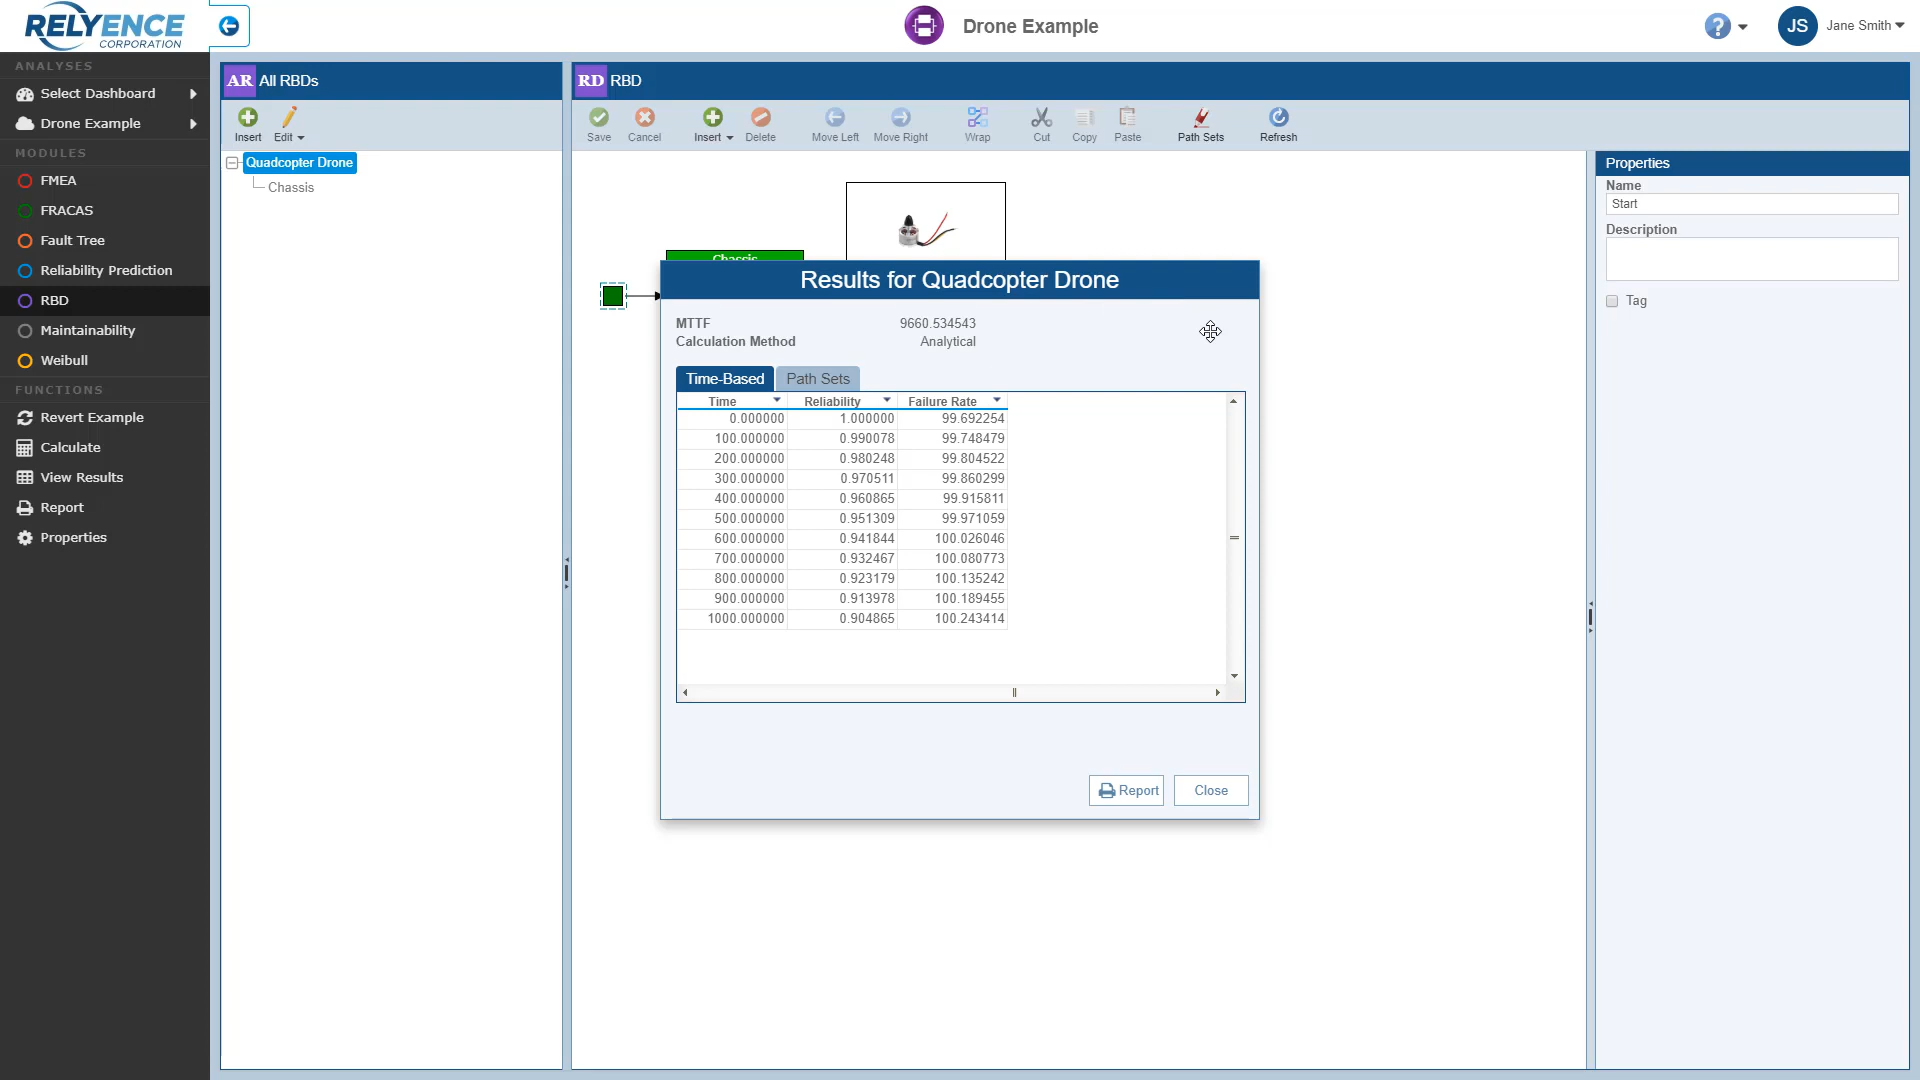 RELYENCE
CORPORATION
Drone Example
?
JS
Jane Smith
ANALYSES
Select Dashboard
Drone Example
MODULES
FMEA
FRACAS
Fault Tree
Reliability Prediction
RBD
Maintainability
Weibull
FUNCTIONS
Revert Example
Calculate
View Results
Report
Properties
AR All RBDs
Insert Edit
Quadcopter Drone
Chassis
RD RBD
Save Cancel Insert Delete Move Left Move Right Wrap Cut Copy Paste Path Sets Refresh
Chassis
Results for Quadcopter Drone
MTTF 9660.534543
Calculation Method Analytical
Time-Based Path Sets
Time Reliability Failure Rate
0.000000 1.000000 99.692254
100.000000 0.990078 99.748479
200.000000 0.980248 99.804522
300.000000 0.970511 99.860299
400.000000 0.960865 99.915811
500.000000 0.951309 99.971059
600.000000 0.941844 100.026046
700.000000 0.932467 100.080773
800.000000 0.923179 100.135242
900.000000 0.913978 100.189455
1000.000000 0.904865 100.243414
Report Close
Properties
Name
Start
Description
Tag